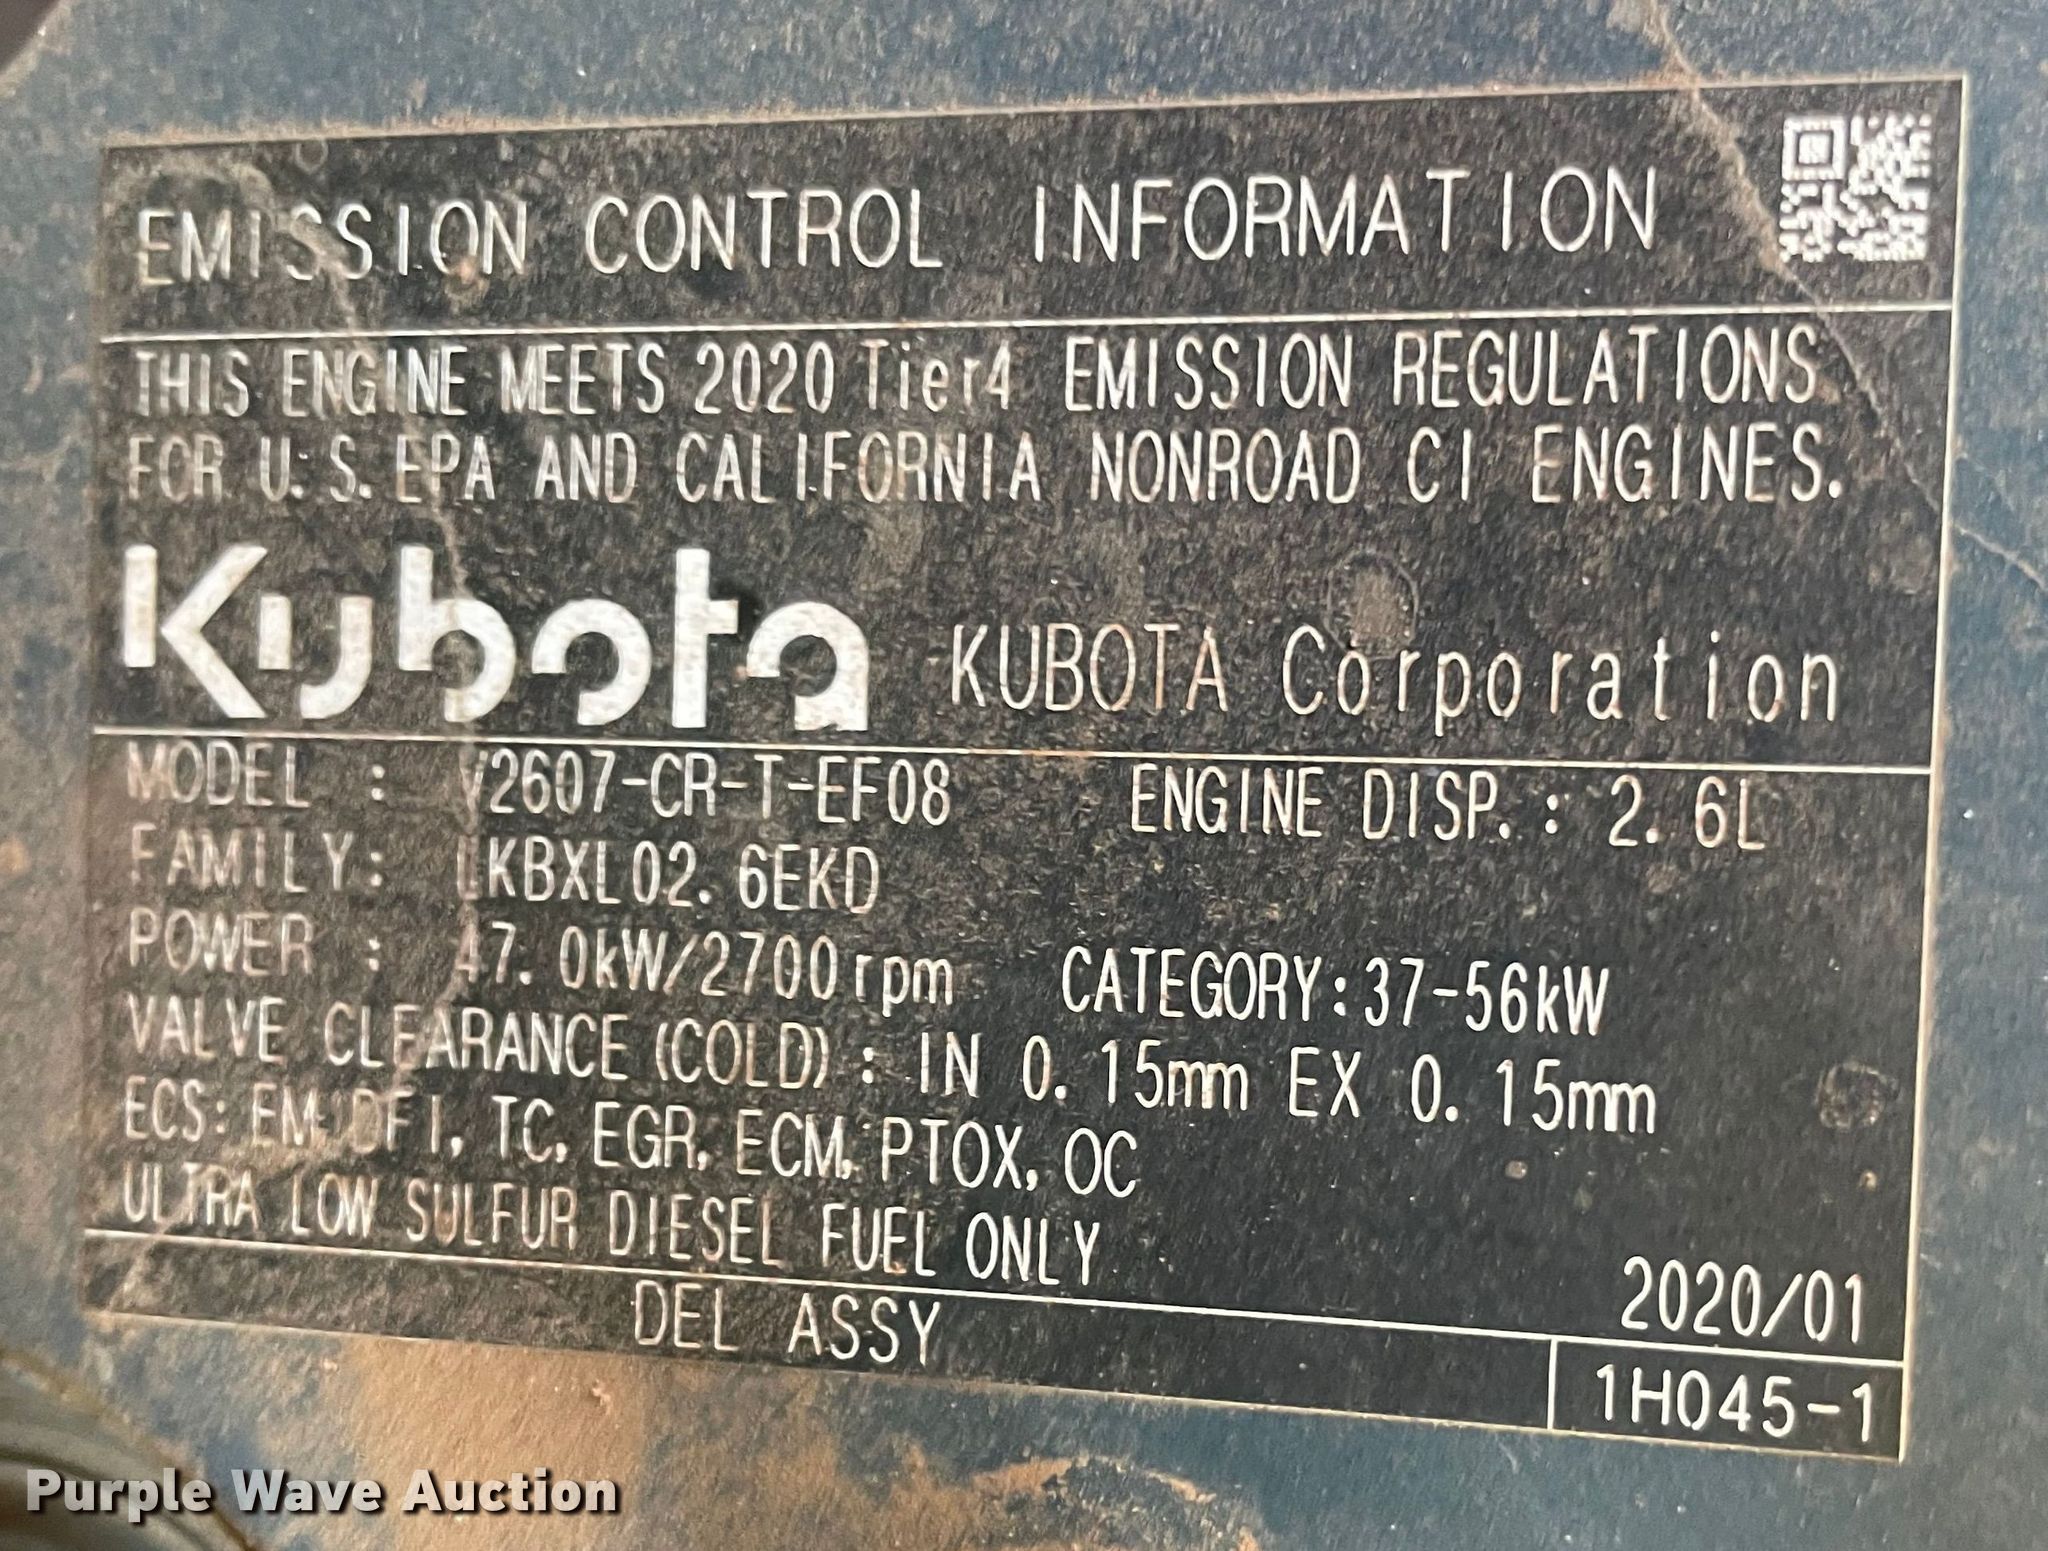 EMISSION CONTROL INFORMATION
THIS ENGINE MEETS 2020 Tier4 EMISSION REGULATIONS
FOR U.S. EPA AND CALIFORNIA NONROAD CI ENGINES.
Kubota KUBOTA Corporation
MODEL : V2607-CR-T-EF08 ENGINE DISP. : 2.6L
FAMILY: LKBXL02.6EKD
POWER : 47.0kW/2700rpm CATEGORY:37-56kW
VALVE CLEARANCE (COLD) : IN 0.15mm EX 0.15mm
ECS: EM, DFI, TC, EGR, ECM, PTOX, OC
ULTRA LOW SULFUR DIESEL FUEL ONLY
2020/01
DEL ASSY
1H045-1
Purple Wave Auction